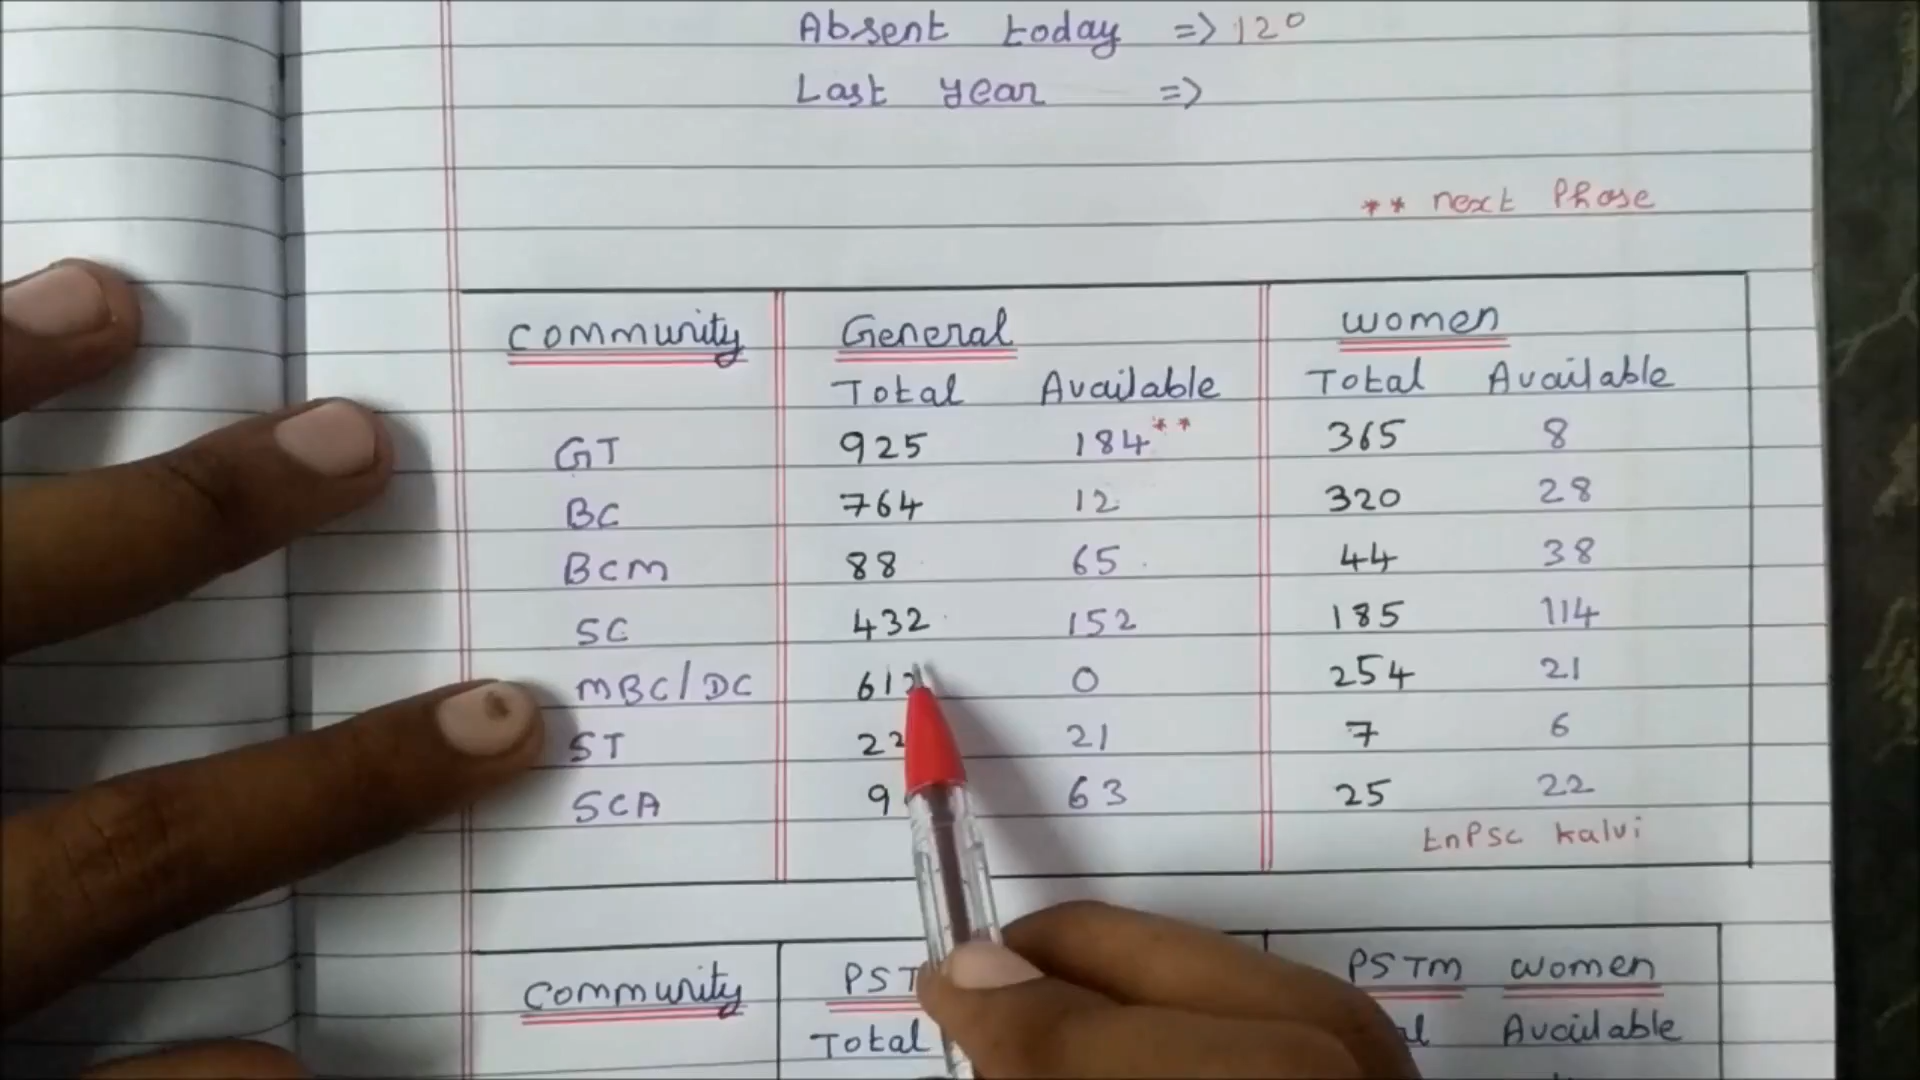 Absent today => 120
Last year =>
** next Phase
Community General Women
Total Available Total Available
GT 925 184** 365 8
BC 764 12 320 28
BCM 88 65 44 38
SC 432 152 185 114
MBC/DC 0 254 21
ST 21 7 6
SCA 63 25 22
tnPSC kalvi
Community PSTM women
Total Available